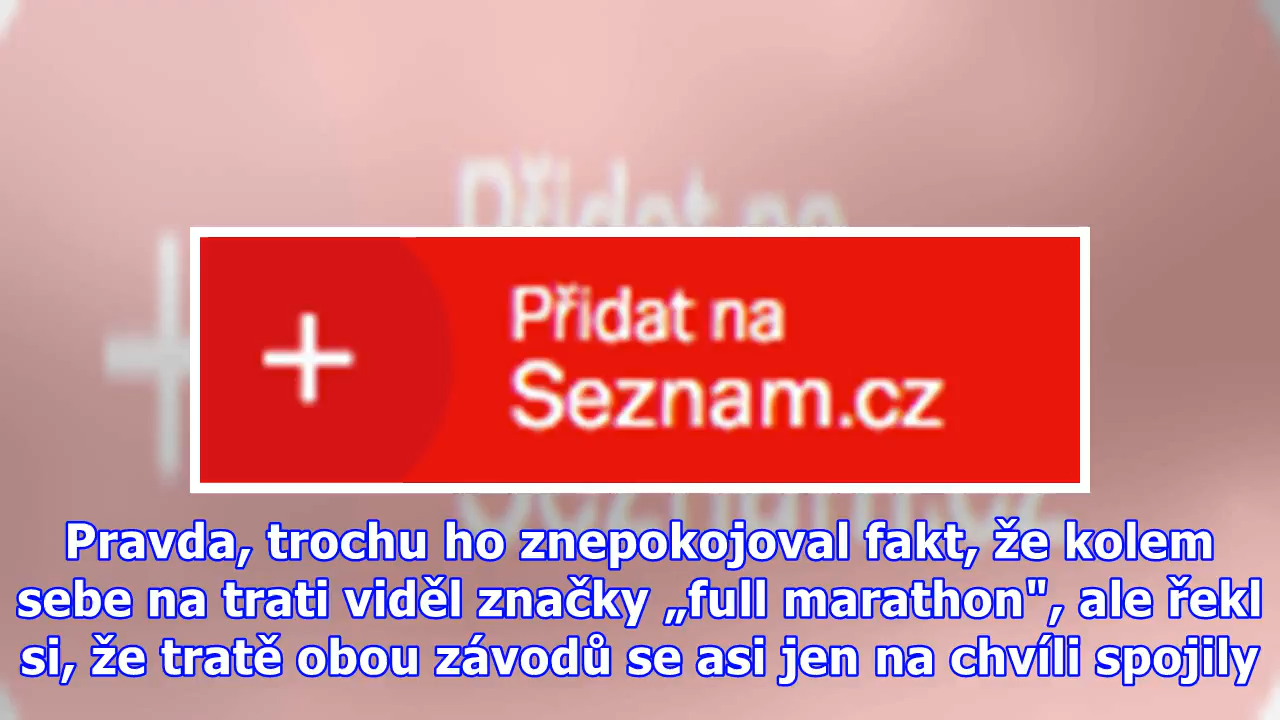 Přidat na
Seznam.cz
Pravda, trochu ho znepokojoval fakt, že kolem
sebe na trati viděl značky „full marathon", ale řekl
si, že tratě obou závodů se asi jen na chvíli spojily